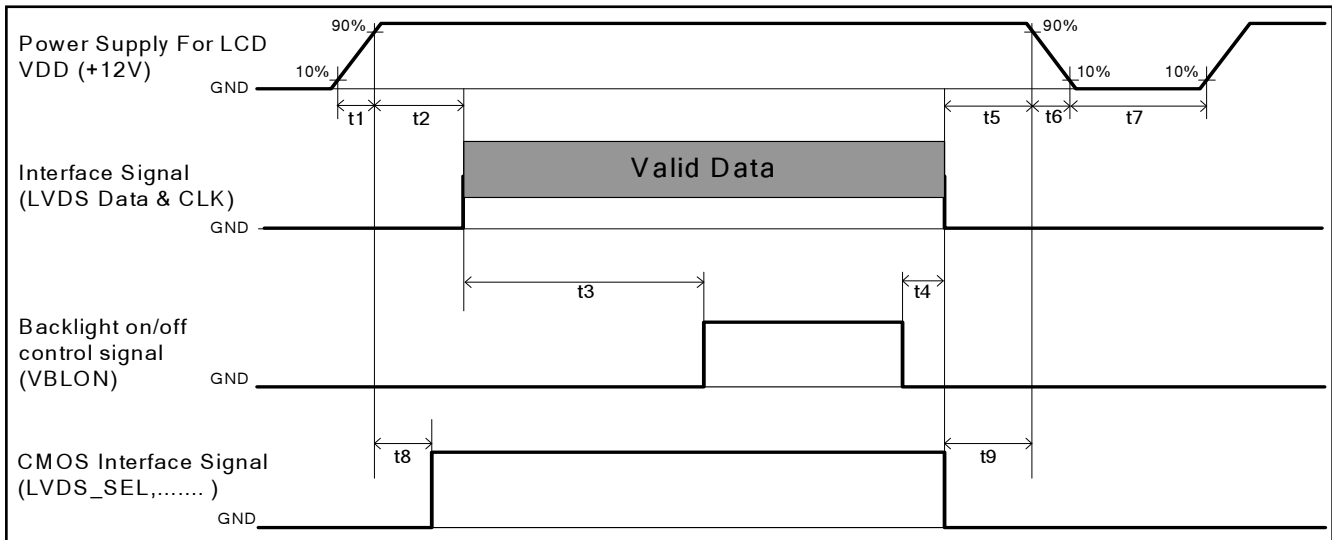 Power Supply For LCD
VDD (+12V)
90%
90%
10%
10%
10%
GND
t1
t2
t5
t6
t7
Interface Signal
(LVDS Data & CLK)
Valid Data
GND
t3
t4
Backlight on/off
control signal
(VBLON)
GND
t8
t9
CMOS Interface Signal
(LVDS_SEL,....... )
GND